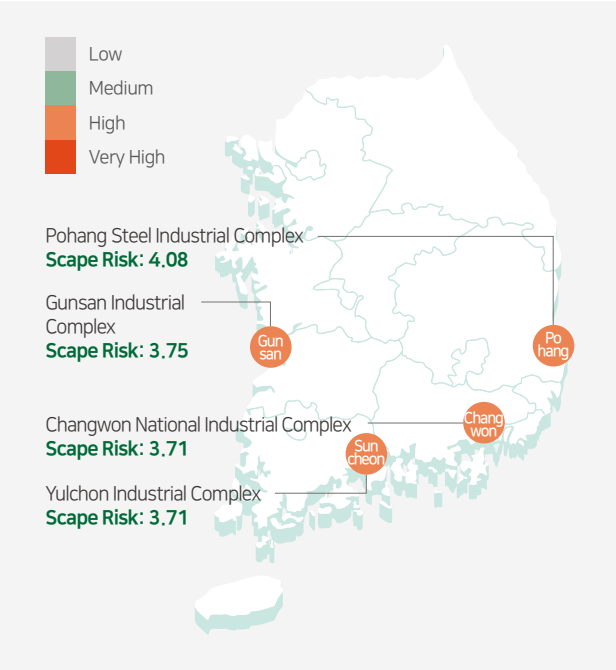 Low
Medium
High
Very High
Pohang Steel Industrial Complex
Scape Risk: 4.08
Gunsan Industrial
Complex
Scape Risk: 3.75
Gun
san
Po
hang
Changwon National Industrial Complex
Scape Risk: 3.71
Chang
won
Sun
cheon
Yulchon Industrial Complex
Scape Risk: 3.71